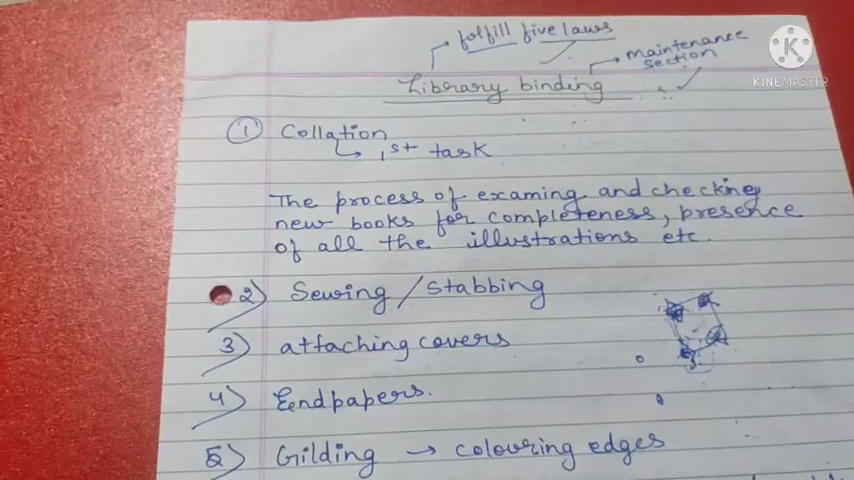 fulfill five laws
maintenance
section
Library binding
K
KINEMASTER
① Collation
1st task
The process of examing and checking
new books for completeness, presence
of all the illustrations etc.
2) Sewing/Stabbing
3) attaching covers
4) Endpapers.
5) Gilding → colouring edges